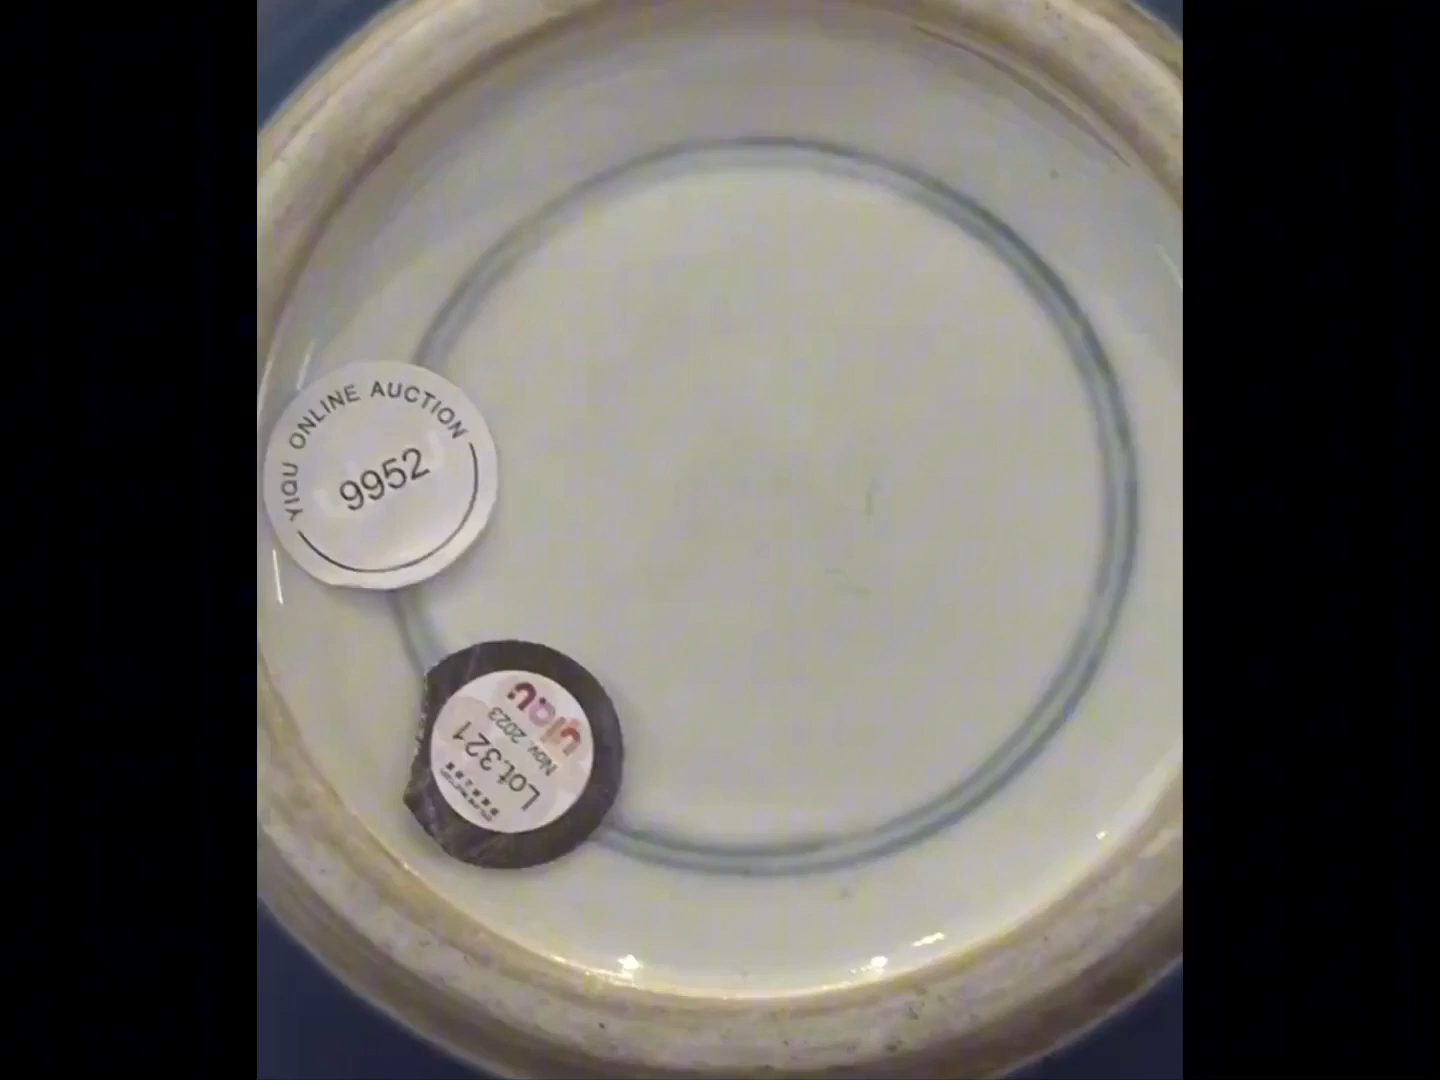 YIQU ONLINE AUCTION
9952
yiqu
Nov. 2023
Lot.321